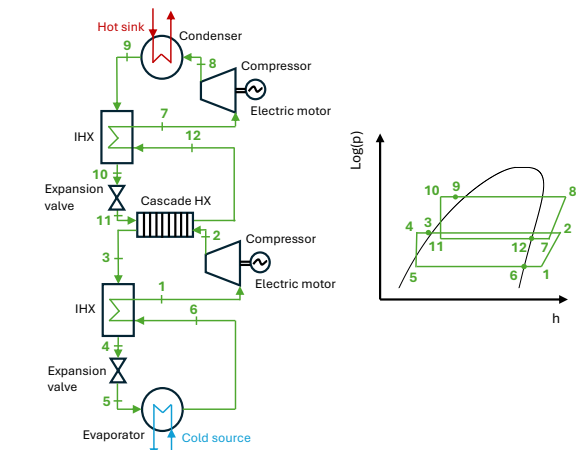 Hot sink
Condenser
9
8
Compressor
Electric motor
7
IHX
12
10
Expansion
valve
Cascade HX
11
2
Compressor
3
Electric motor
1
IHX
6
4
Expansion
valve
5
Evaporator
Cold source
Log(p)
10
9
8
4
3
2
11
12
7
5
6
1
h